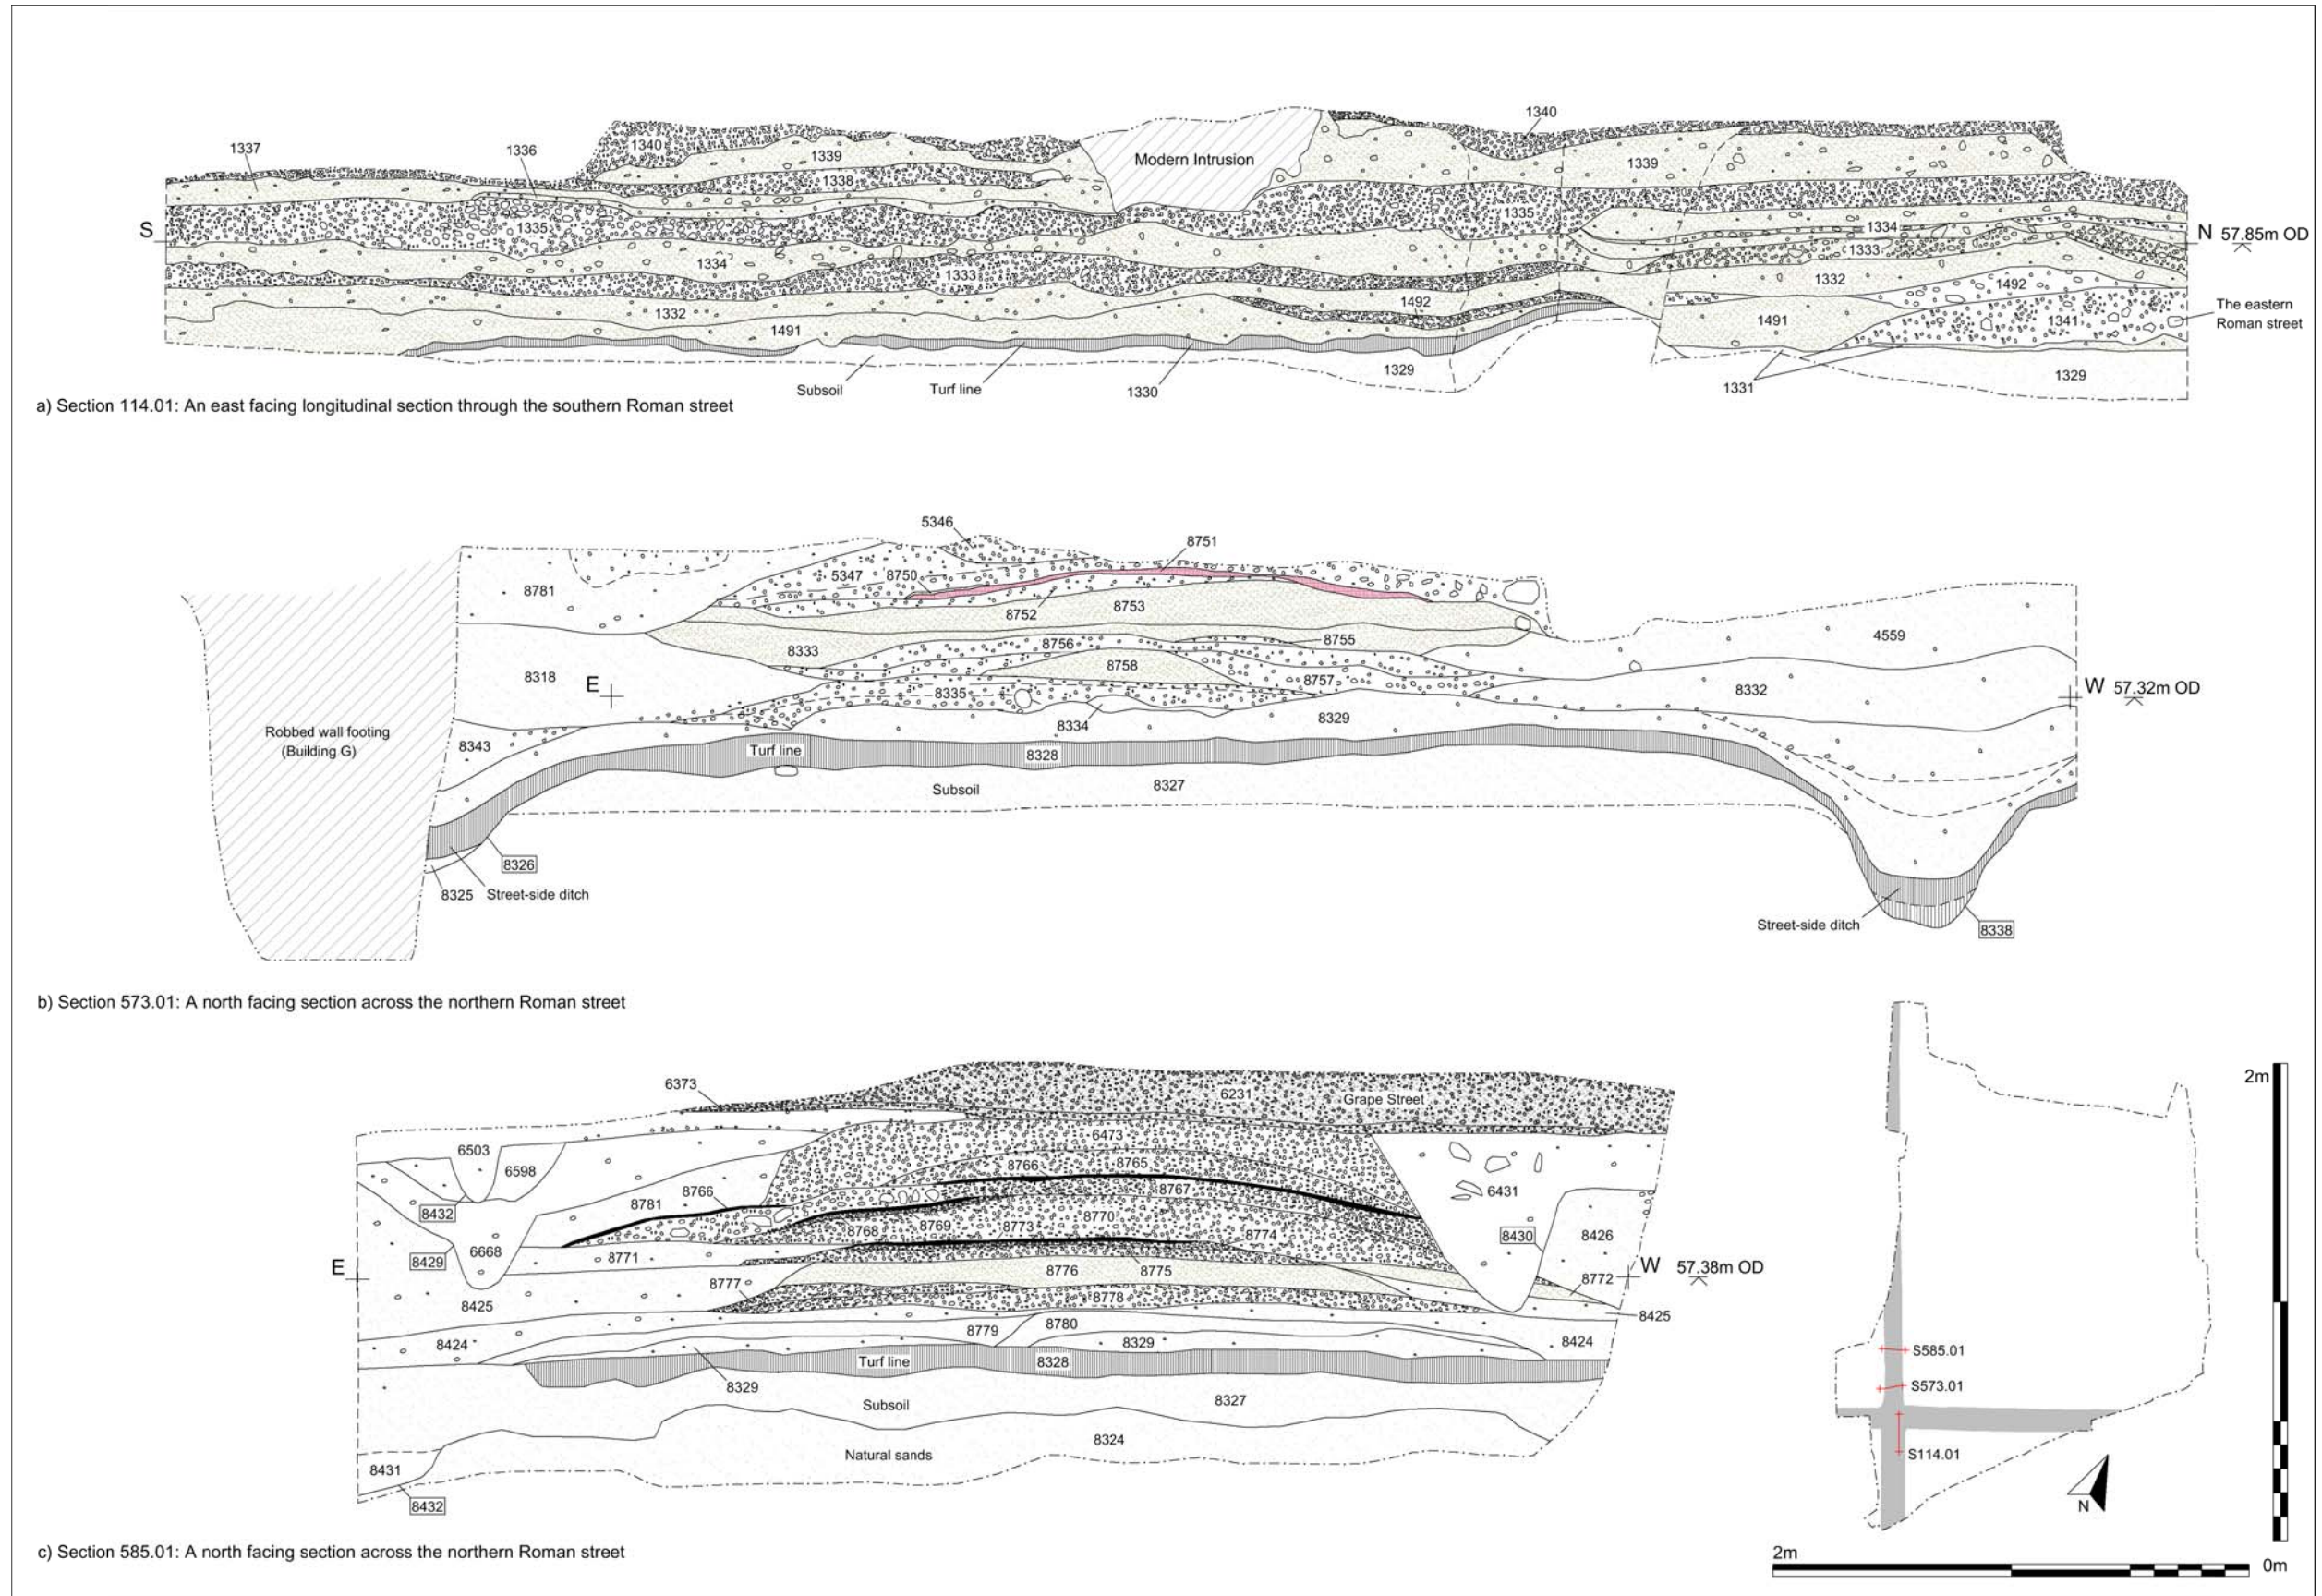 1340
1337
1336
1340
1339
Modern Intrusion
1340
1339
1338
1335
1335
S
1334
N 57.85m OD
1334
1333
1333
1332
1492
1492
1332
1491
1491
1341
The eastern
Roman street
Subsoil
Turf line
1330
1329
1331
1329
a) Section 114.01: An east facing longitudinal section through the southern Roman street
5346
8751
8781
5347
8750
8752
8753
4559
8333
8756
8755
8758
8318
E
8757
8335
8332
W 57.32m OD
8334
8329
Robbed wall footing
(Building G)
8343
Turf line
8328
Subsoil
8327
8326
8325
Street-side ditch
Street-side ditch
8338
b) Section 573.01: A north facing section across the northern Roman street
6373
6231
Grape Street
6473
6503
6598
8766
8765
8766
8767
6431
8781
8432
8770
8768
8769
8773
8774
8430
8426
6668
8429
8771
E
W 57.38m OD
8776
8775
8777
8772
8778
8425
8425
8424
8779
8780
8329
8424
Turf line
8328
8329
Subsoil
8327
8324
Natural sands
8431
8432
c) Section 585.01: A north facing section across the northern Roman street
S585.01
S573.01
S114.01
N
2m
2m
0m